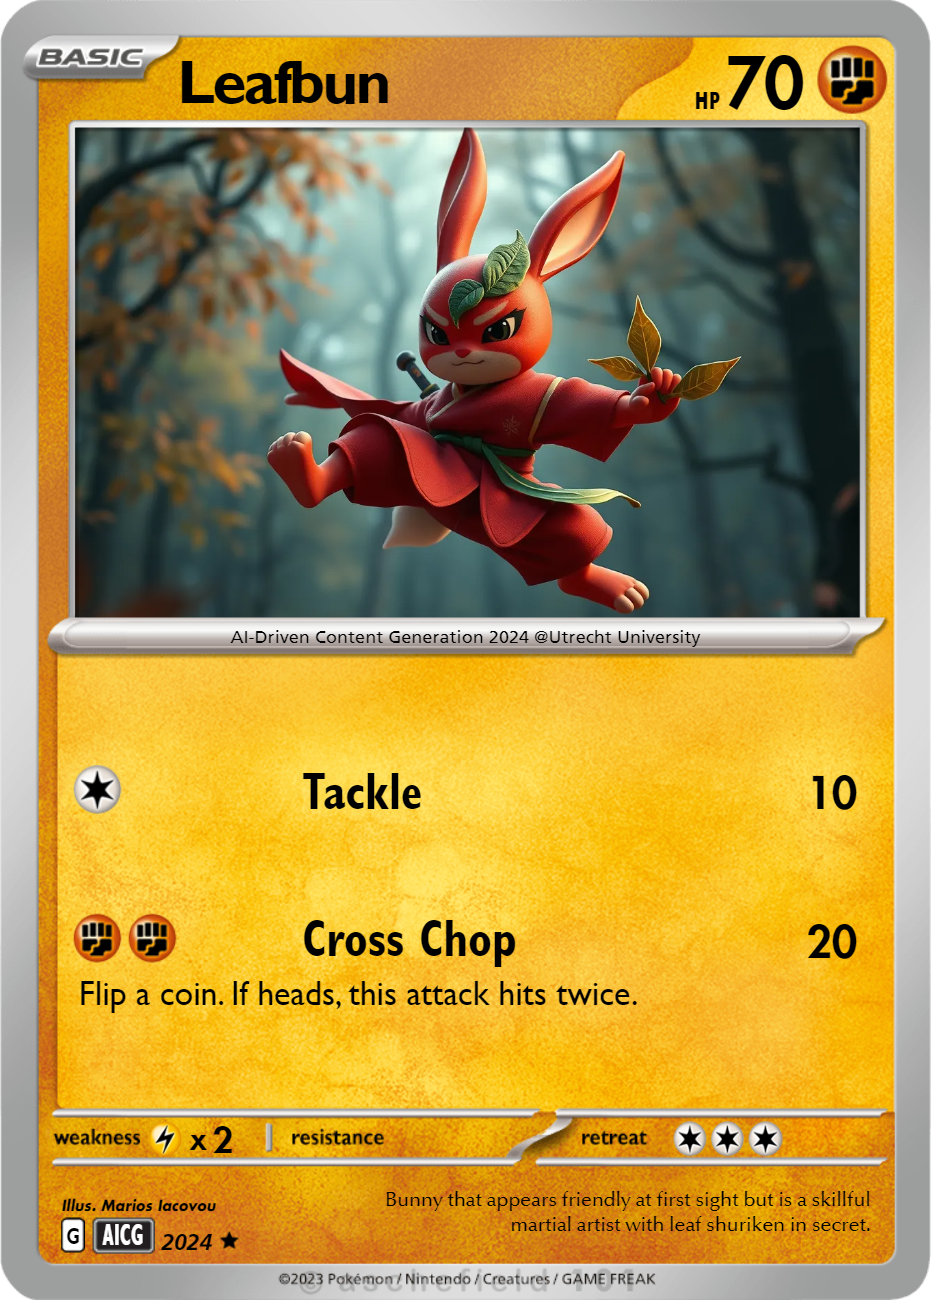 BASIC
Leafbun
HP 70
AI-Driven Content Generation 2024 @Utrecht University
Tackle 10
Cross Chop 20
Flip a coin. If heads, this attack hits twice.
weakness x2 resistance retreat
Illus. Marios Iacovou
Bunny that appears friendly at first sight but is a skillful
martial artist with leaf shuriken in secret.
G AICG 2024
©2023 Pokémon / Nintendo / Creatures / GAME FREAK